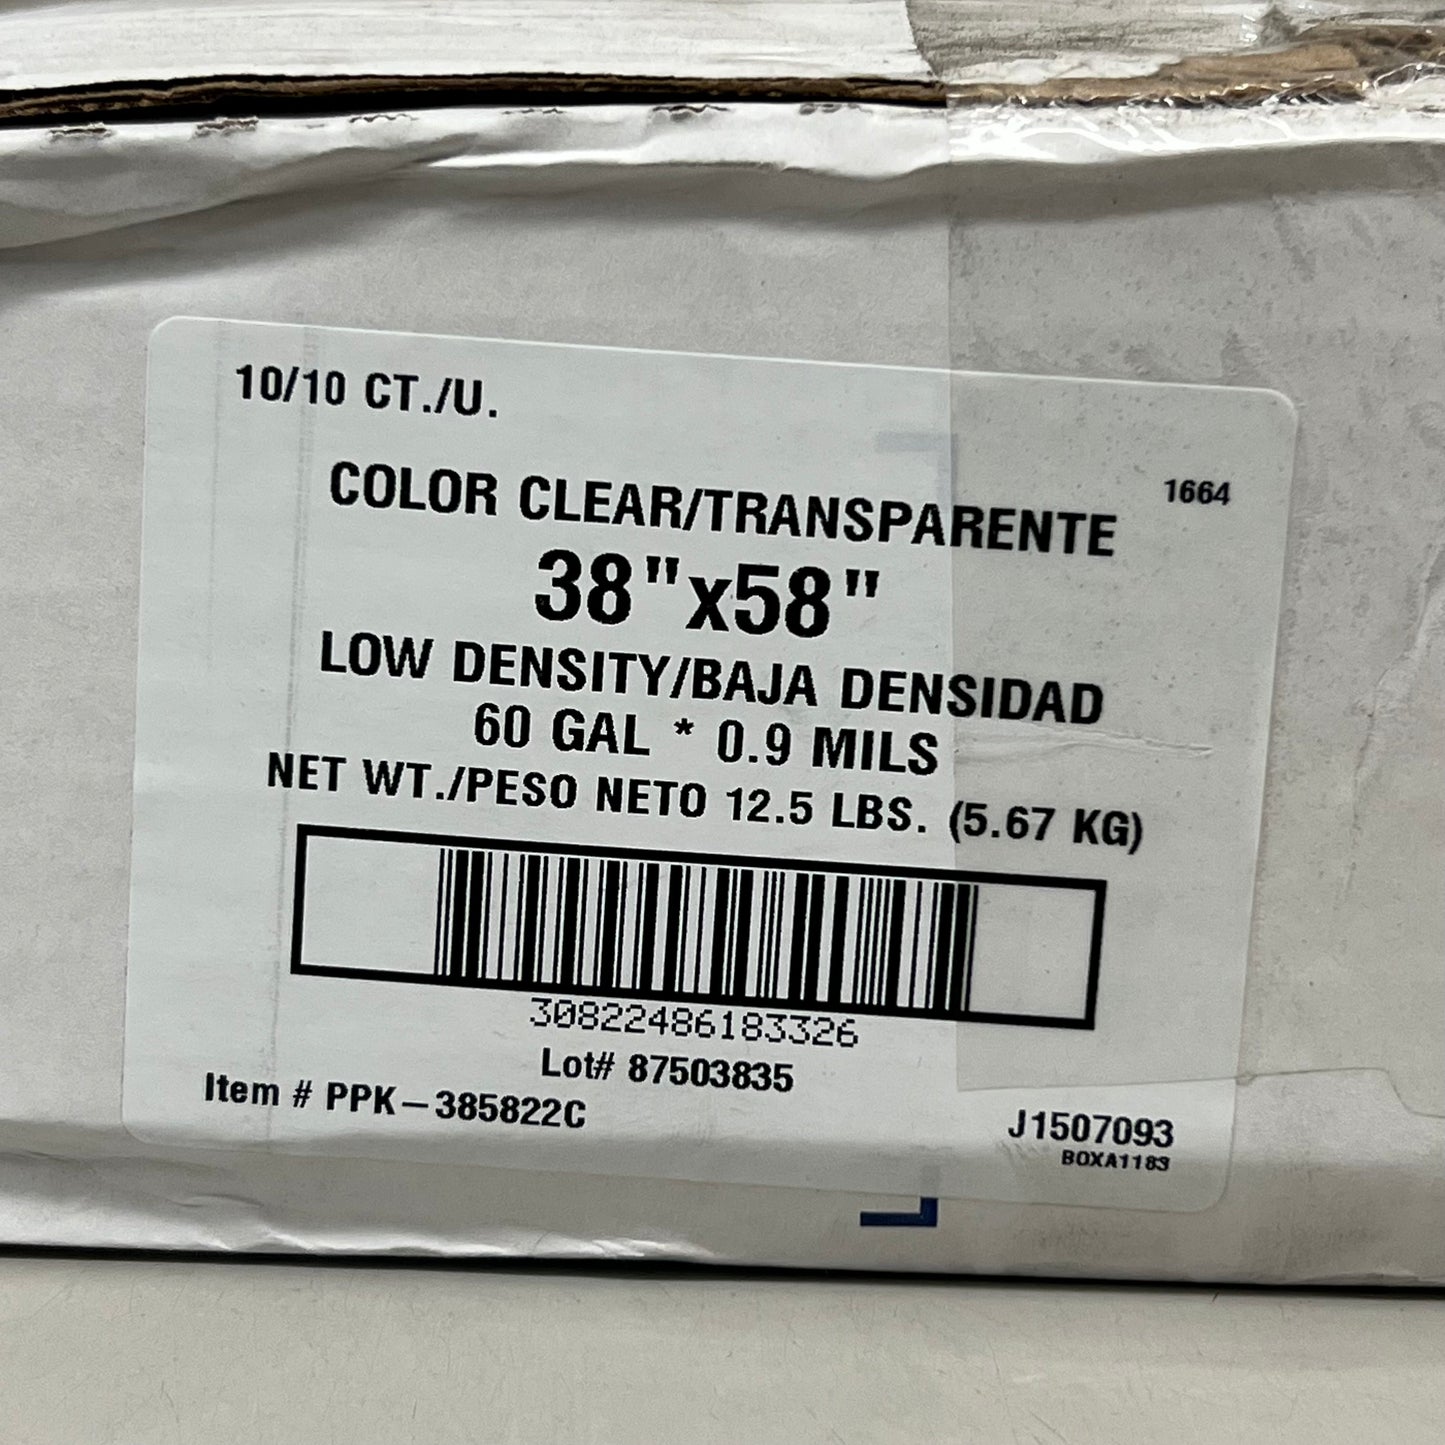 10/10 CT./U.
1664
COLOR CLEAR/TRANSPARENTE
38"x58"
LOW DENSITY/BAJA DENSIDAD
60 GAL * 0.9 MILS
NET WT./PESO NETO 12.5 LBS. (5.67 KG)
30822486183326
Lot# 87503835
Item # PPK–385822C
J1507093
BOXA1183